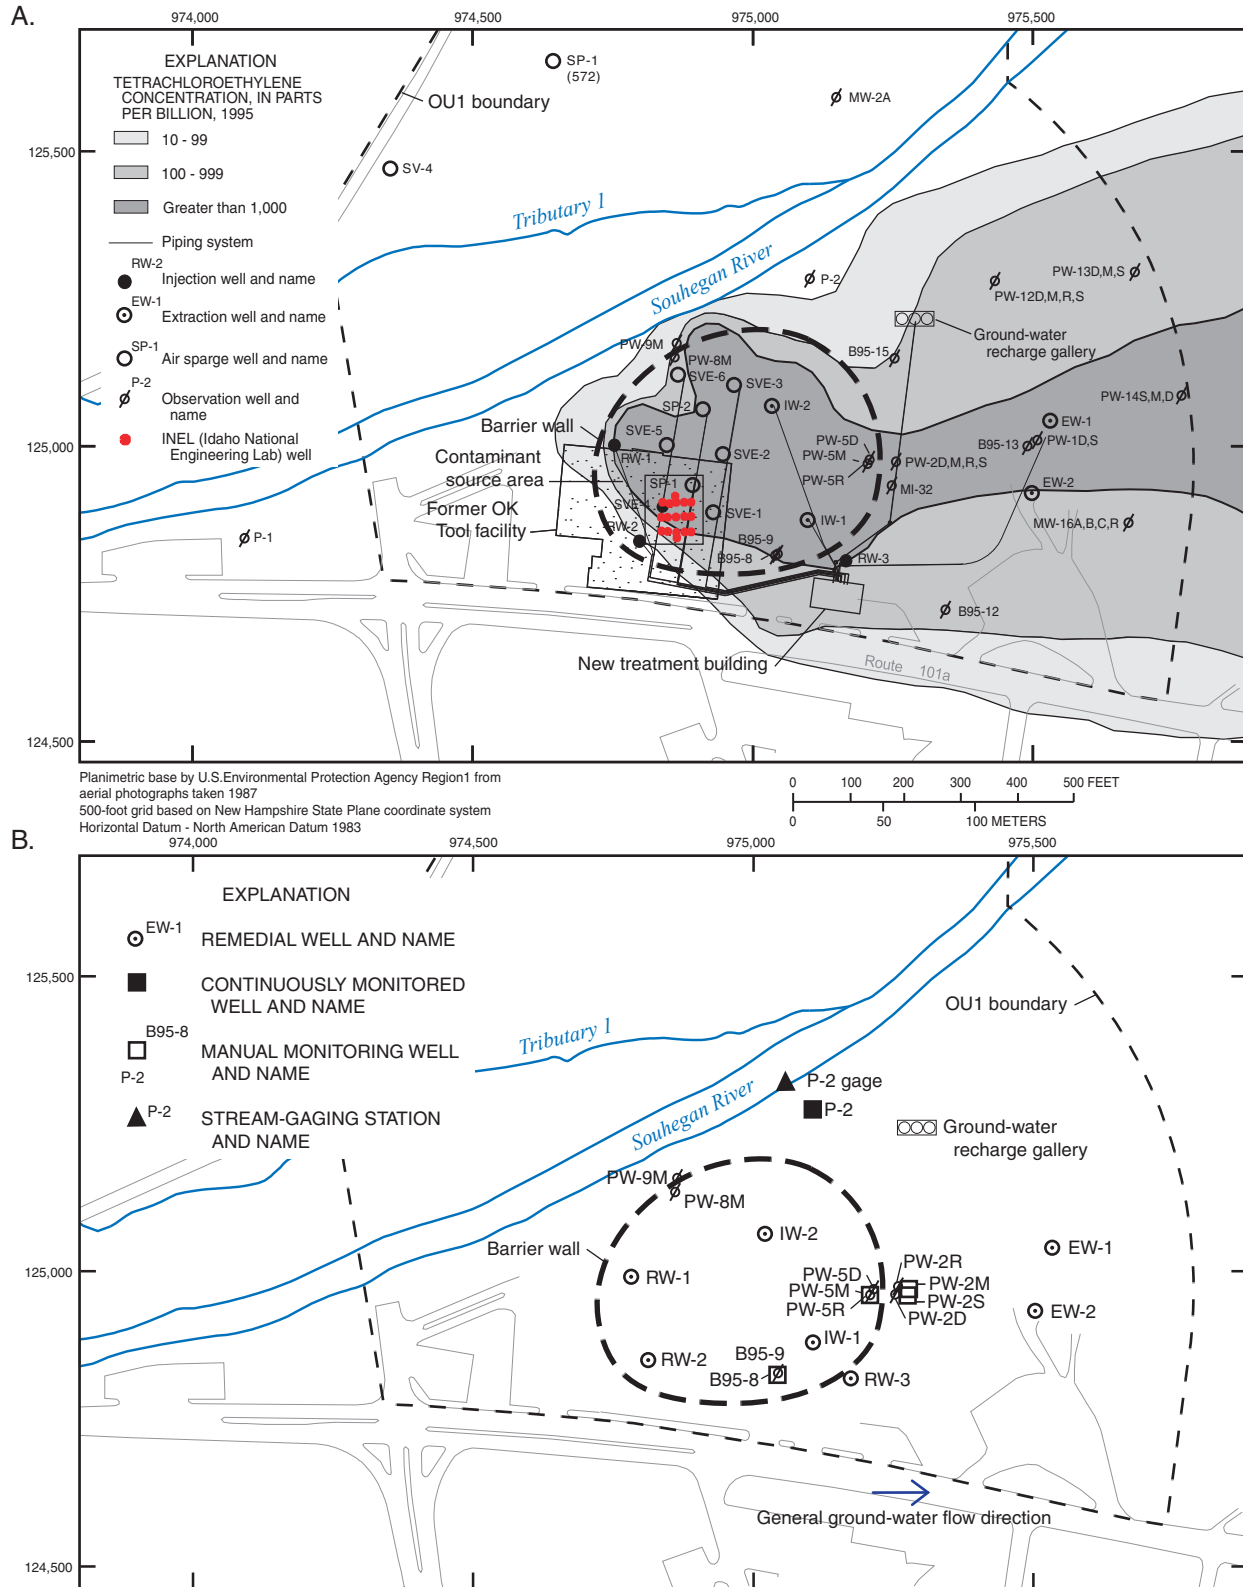 A.
974,000
974,500
975,000
975,500
EXPLANATION
TETRACHLOROETHYLENE
CONCENTRATION, IN PARTS
PER BILLION, 1995
10 - 99
100 - 999
Greater than 1,000
Piping system
RW-2
Injection well and name
EW-1
Extraction well and name
SP-1
Air sparge well and name
P-2
Observation well and
name
INEL (Idaho National
Engineering Lab) well
OU1 boundary
SP-1
(572)
SV-4
MW-2A
Tributary 1
Souhegan River
125,500
125,000
124,500
P-2
PW-13D,M,S
PW-12D,M,R,S
Ground-water
recharge gallery
B95-15
PW-14S,M,D
PW-9M
PW-8M
SVE-6
SVE-3
SP-2
IW-2
EW-1
Barrier wall
SVE-5
RW-1
SVE-2
PW-5D
PW-5M
PW-5R
B95-13
PW-1D,S
PW-2D,M,R,S
Contaminant
source area
SP-1
MI-32
EW-2
SVE-4
SVE-1
Former OK
Tool facility
RW-2
IW-1
MW-16A,B,C,R
P-1
B95-9
B95-8
RW-3
B95-12
New treatment building
Route 101a
Planimetric base by U.S.Environmental Protection Agency Region1 from
aerial photographs taken 1987
500-foot grid based on New Hampshire State Plane coordinate system
Horizontal Datum - North American Datum 1983
0 100 200 300 400 500 FEET
0 50 100 METERS
B.
974,000
974,500
975,000
975,500
EXPLANATION
EW-1
REMEDIAL WELL AND NAME
CONTINUOUSLY MONITORED
WELL AND NAME
B95-8
MANUAL MONITORING WELL
AND NAME
P-2
P-2
STREAM-GAGING STATION
AND NAME
125,500
125,000
124,500
OU1 boundary
Tributary 1
Souhegan River
P-2 gage
P-2
Ground-water
recharge gallery
PW-9M
PW-8M
IW-2
EW-1
Barrier wall
RW-1
PW-5D
PW-5M
PW-5R
PW-2R
PW-2M
PW-2S
PW-2D
EW-2
IW-1
RW-2
B95-9
B95-8
RW-3
General ground-water flow direction